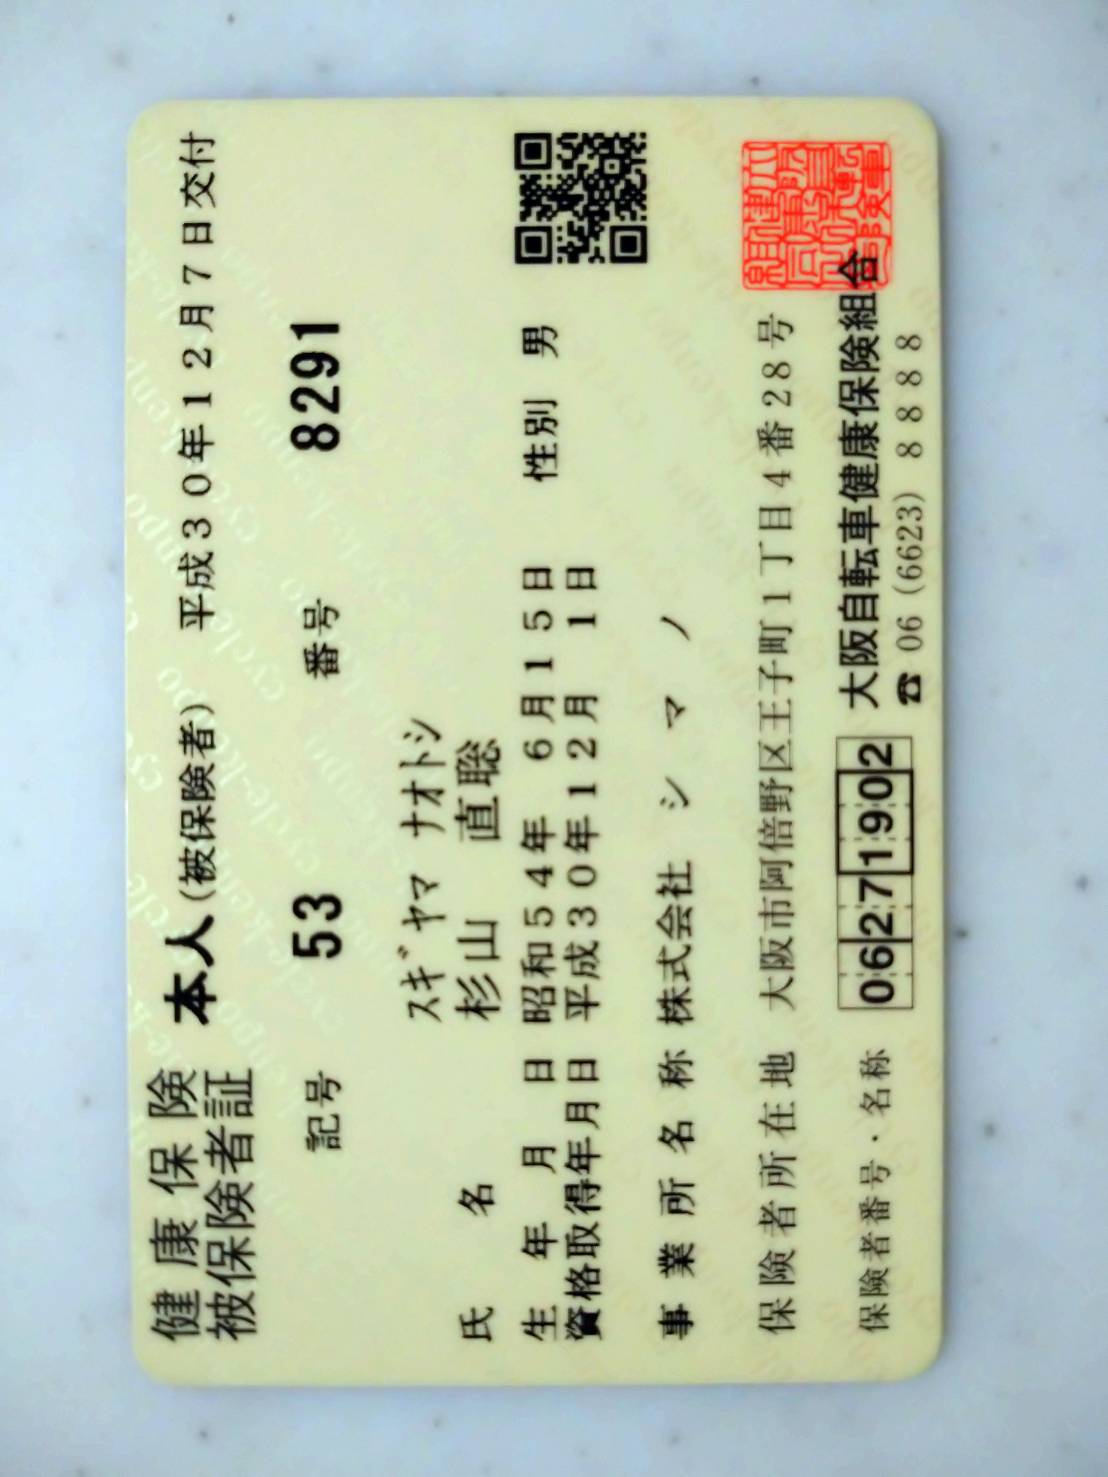 健康保険 本人(被保険者) 平成30年12月7日交付
被保険者証
記号 53 番号 8291
スギヤマ ナオトシ
氏名 杉山 直聡
生年月日 昭和54年 6月15日 性別 男
資格取得年月日 平成30年12月 1日
事業所名称 株式会社 シマノ
保険者所在地 大阪市阿倍野区王子町1丁目4番28号
保険者番号・名称 06271902 大阪自転車健康保険組合
☎ 06 (6623) 8888